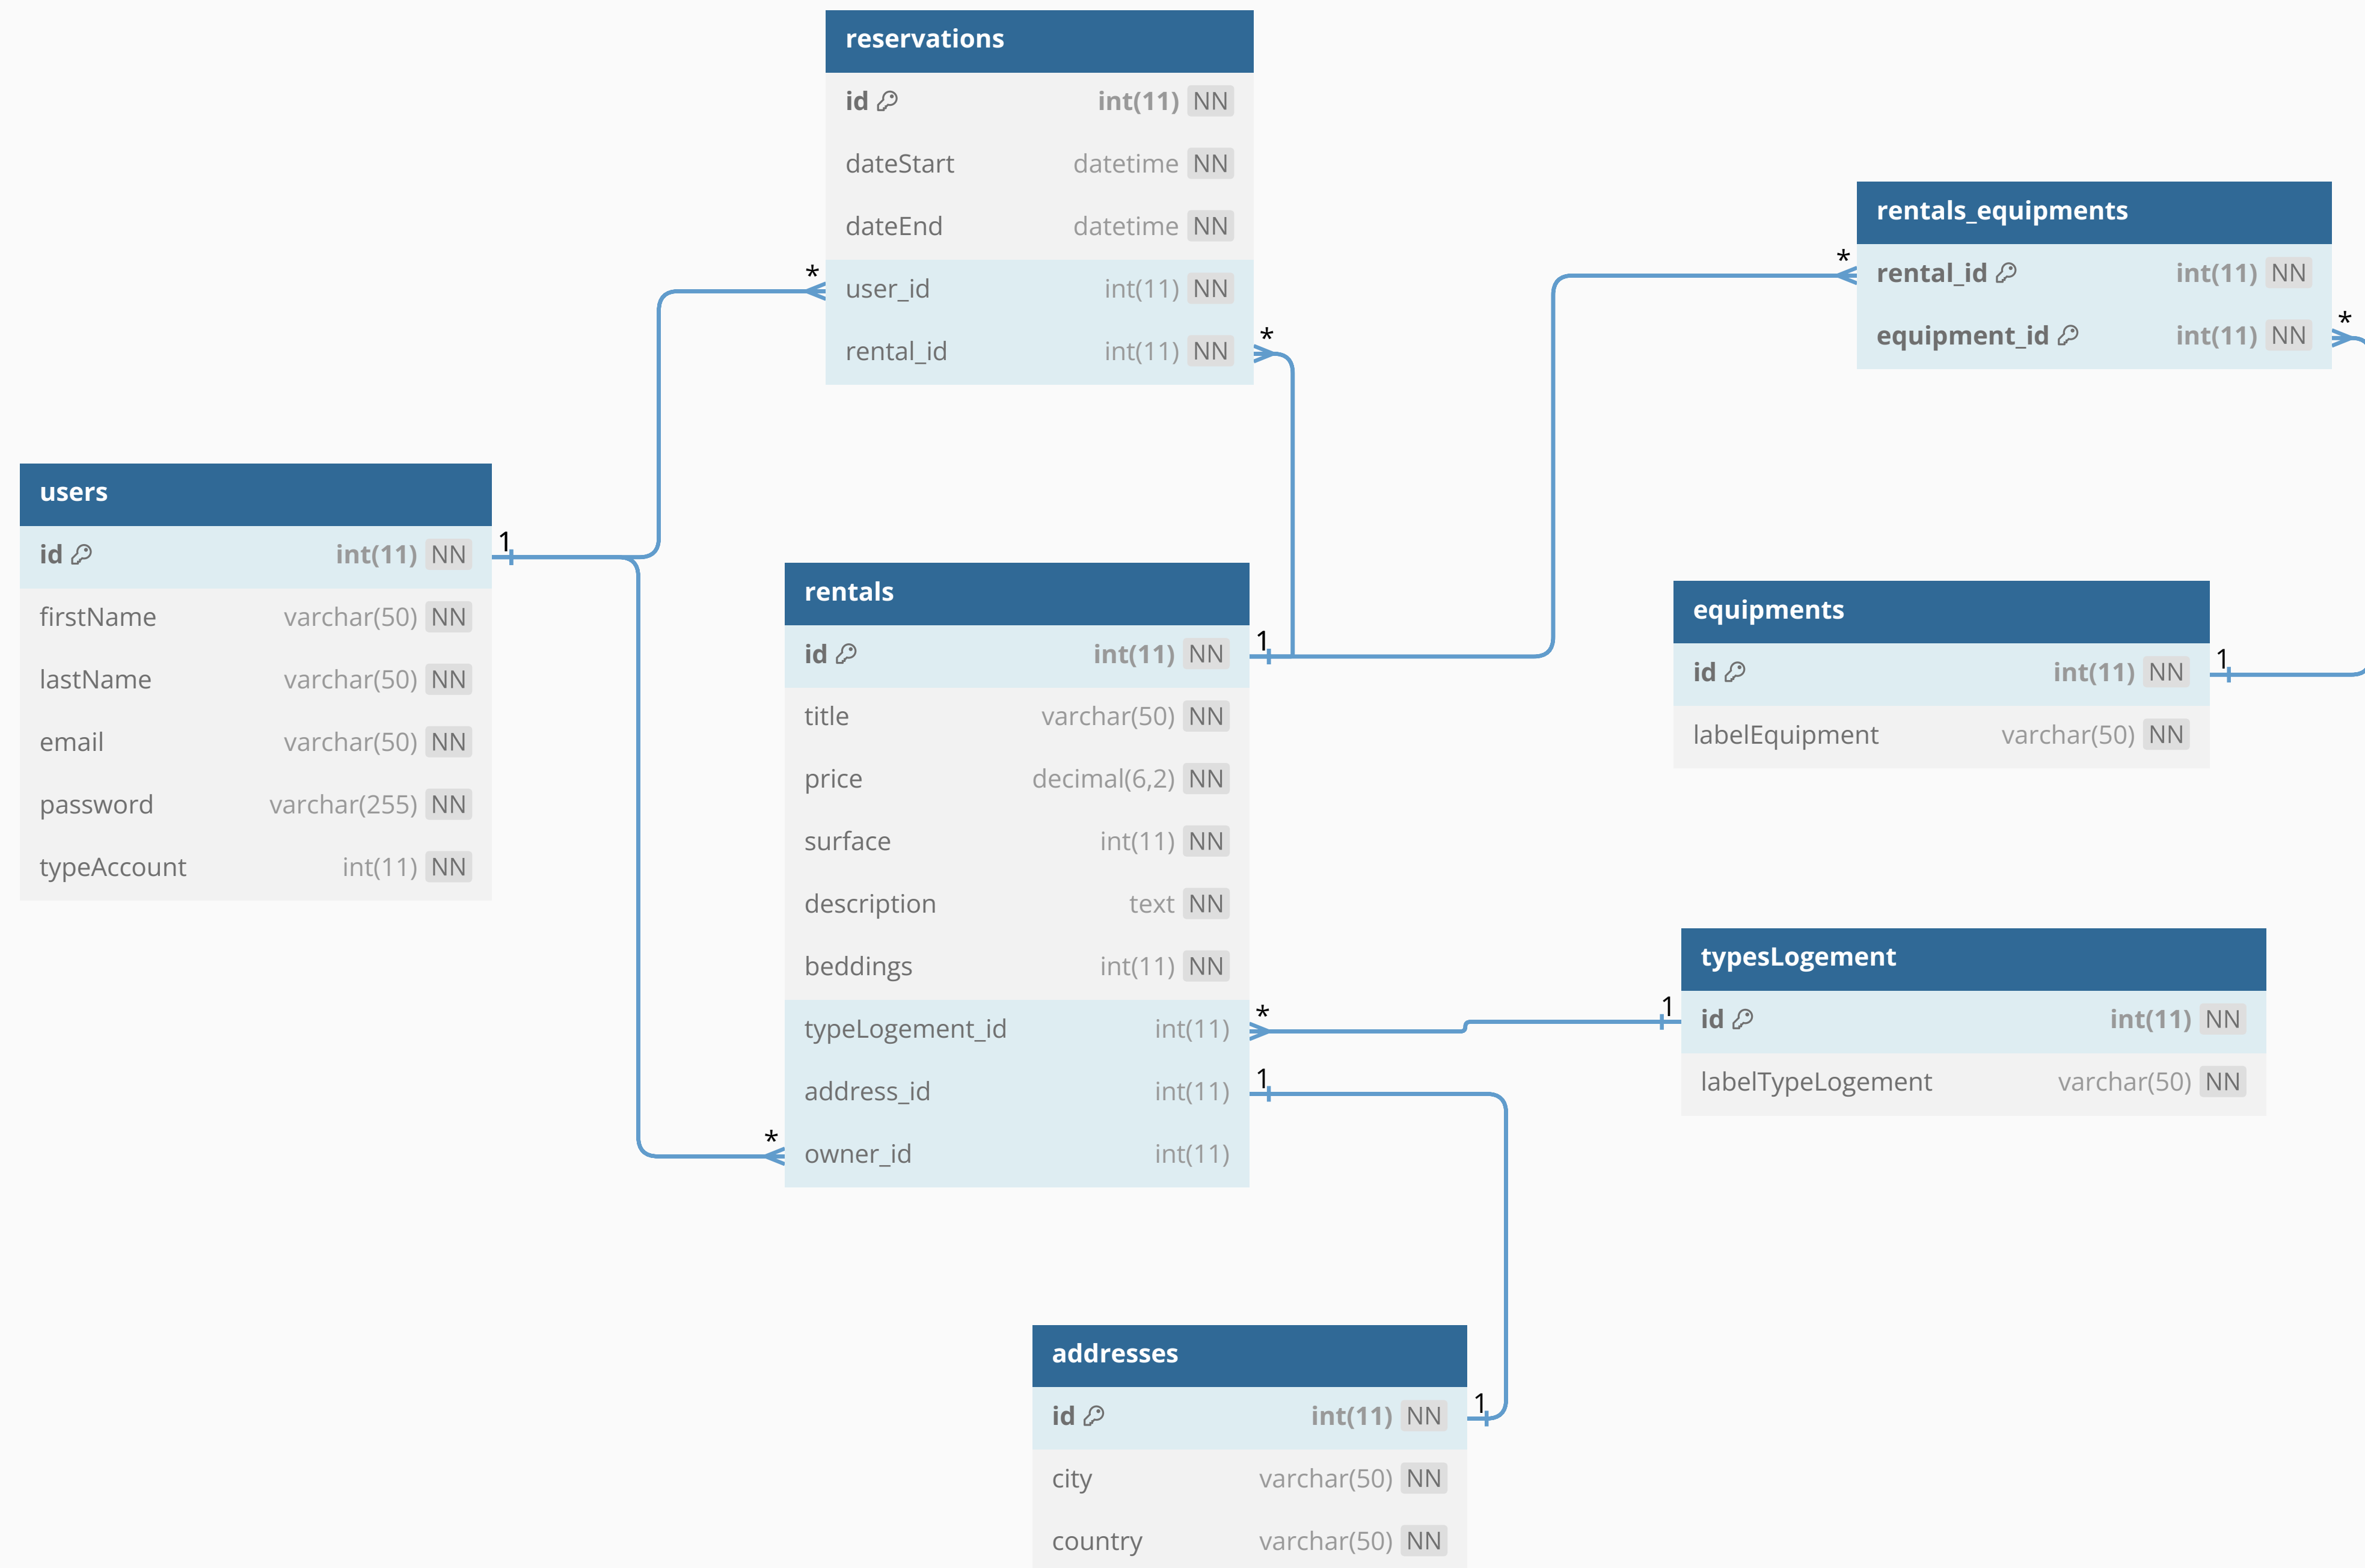 reservations
id int(11) NN
dateStart datetime NN
dateEnd datetime NN
* user_id int(11) NN
rental_id int(11) NN *
rentals_equipments
* rental_id int(11) NN
equipment_id int(11) NN *
users
id int(11) NN 1
firstName varchar(50) NN
lastName varchar(50) NN
email varchar(50) NN
password varchar(255) NN
typeAccount int(11) NN
rentals
id int(11) NN 1
title varchar(50) NN
price decimal(6,2) NN
surface int(11) NN
description text NN
beddings int(11) NN
typeLogement_id int(11) *
address_id int(11) 1
* owner_id int(11)
equipments
id int(11) NN 1
labelEquipment varchar(50) NN
typesLogement
1 id int(11) NN
labelTypeLogement varchar(50) NN
addresses
id int(11) NN 1
city varchar(50) NN
country varchar(50) NN